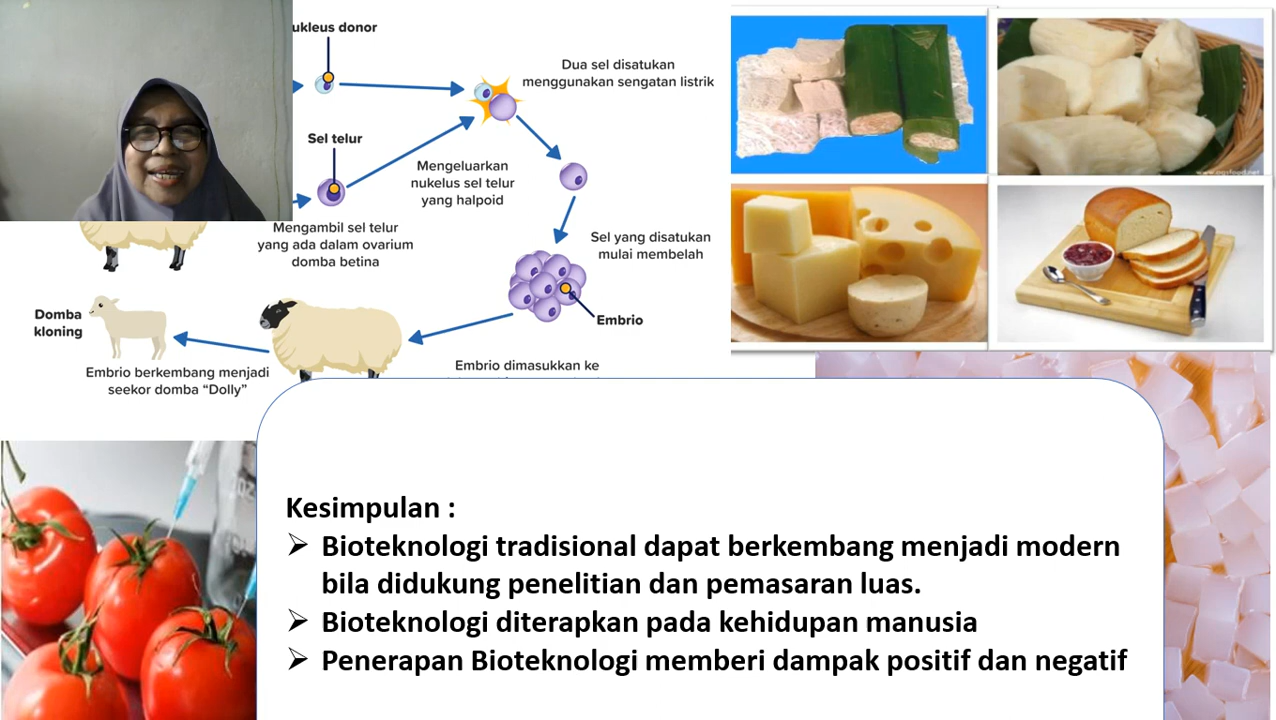 ukleus donor
Dua sel disatukan
menggunakan sengatan listrik
Sel telur
Mengeluarkan
nukelus sel telur
yang halpoid
Mengambil sel telur
yang ada dalam ovarium
domba betina
Sel yang disatukan
mulai membelah
Embrio
Domba
kloning
Embrio berkembang menjadi
seekor domba “Dolly”
Embrio dimasukkan ke
Kesimpulan :
Bioteknologi tradisional dapat berkembang menjadi modern
bila didukung penelitian dan pemasaran luas.
Bioteknologi diterapkan pada kehidupan manusia
Penerapan Bioteknologi memberi dampak positif dan negatif